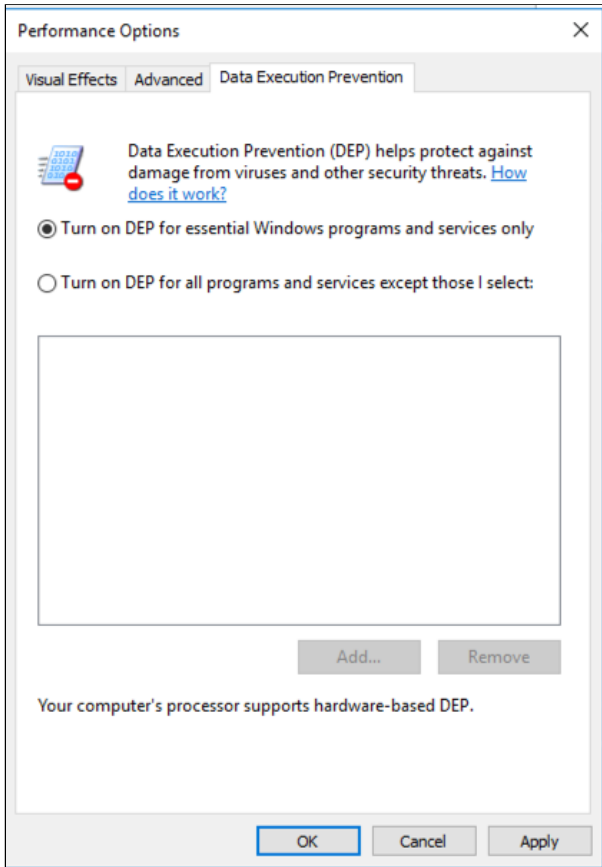 Performance Options
Visual Effects
Advanced
Data Execution Prevention
Data Execution Prevention (DEP) helps protect against
damage from viruses and other security threats. How
does it work?
Turn on DEP for essential Windows programs and services only
Turn on DEP for all programs and services except those I select:
Add...
Remove
Your computer's processor supports hardware-based DEP.
OK
Cancel
Apply